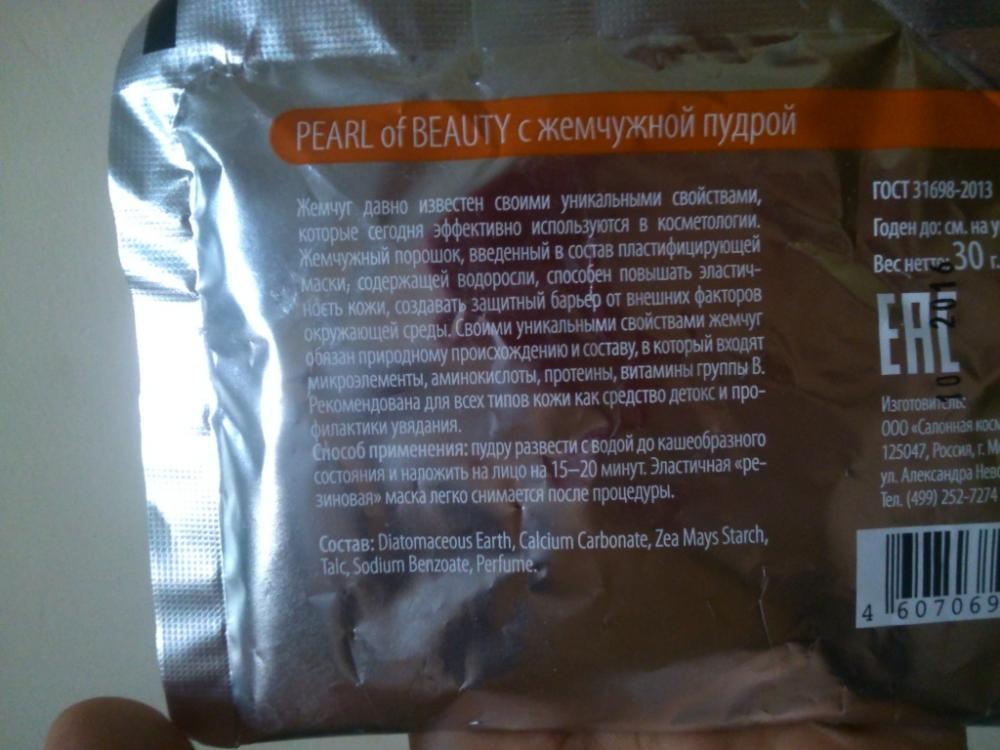 PEARL of BEAUTY с жемчужной пудрой
Жемчуг давно известен своими уникальными свойствами,
которые сегодня эффективно используются в косметологии.
Жемчужный порошок, введенный в состав пластифицирующей
маски, содержащей водоросли, способен повышать эластич-
ность кожи, создавать защитный барьер от внешних факторов
окружающей среды. Своими уникальными свойствами жемчуг
обязан природному происхождению и составу, в который входят
микроэлементы, аминокислоты, протеины, витамины группы В.
Рекомендована для всех типов кожи как средство детокс и про-
филактики увядания.
Способ применения: пудру развести с водой до кашеобразного
состояния и наложить на лицо на 15–20 минут. Эластичная «ре-
зиновая» маска легко снимается после процедуры.
Состав: Diatomaceous Earth, Calcium Carbonate, Zea Mays Starch,
Talc, Sodium Benzoate, Perfume.
ГОСТ 31698-2013
Годен до: см. на у
Вес нетто: 30 г.
EAC
10 2016
Изготовитель:
ООО «Салонная косм
125047, Россия, г. М
ул. Александра Нев
Тел. (499) 252-7274
4 607069